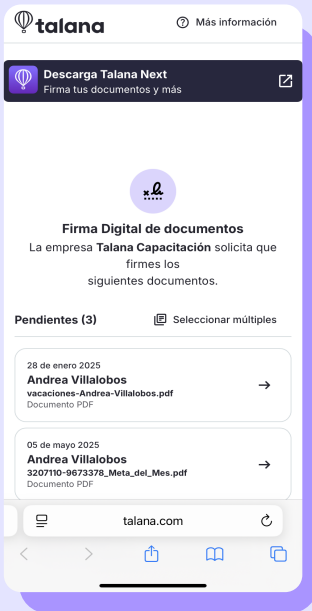 talana
Más información
Descarga Talana Next
Firma tus documentos y más
Firma Digital de documentos
La empresa Talana Capacitación solicita que
firmes los
siguientes documentos.
Pendientes (3)
Seleccionar múltiples
28 de enero 2025
Andrea Villalobos
vacaciones-Andrea-Villalobos.pdf
Documento PDF
05 de mayo 2025
Andrea Villalobos
3207110-9673378_Meta_del_Mes.pdf
Documento PDF
talana.com